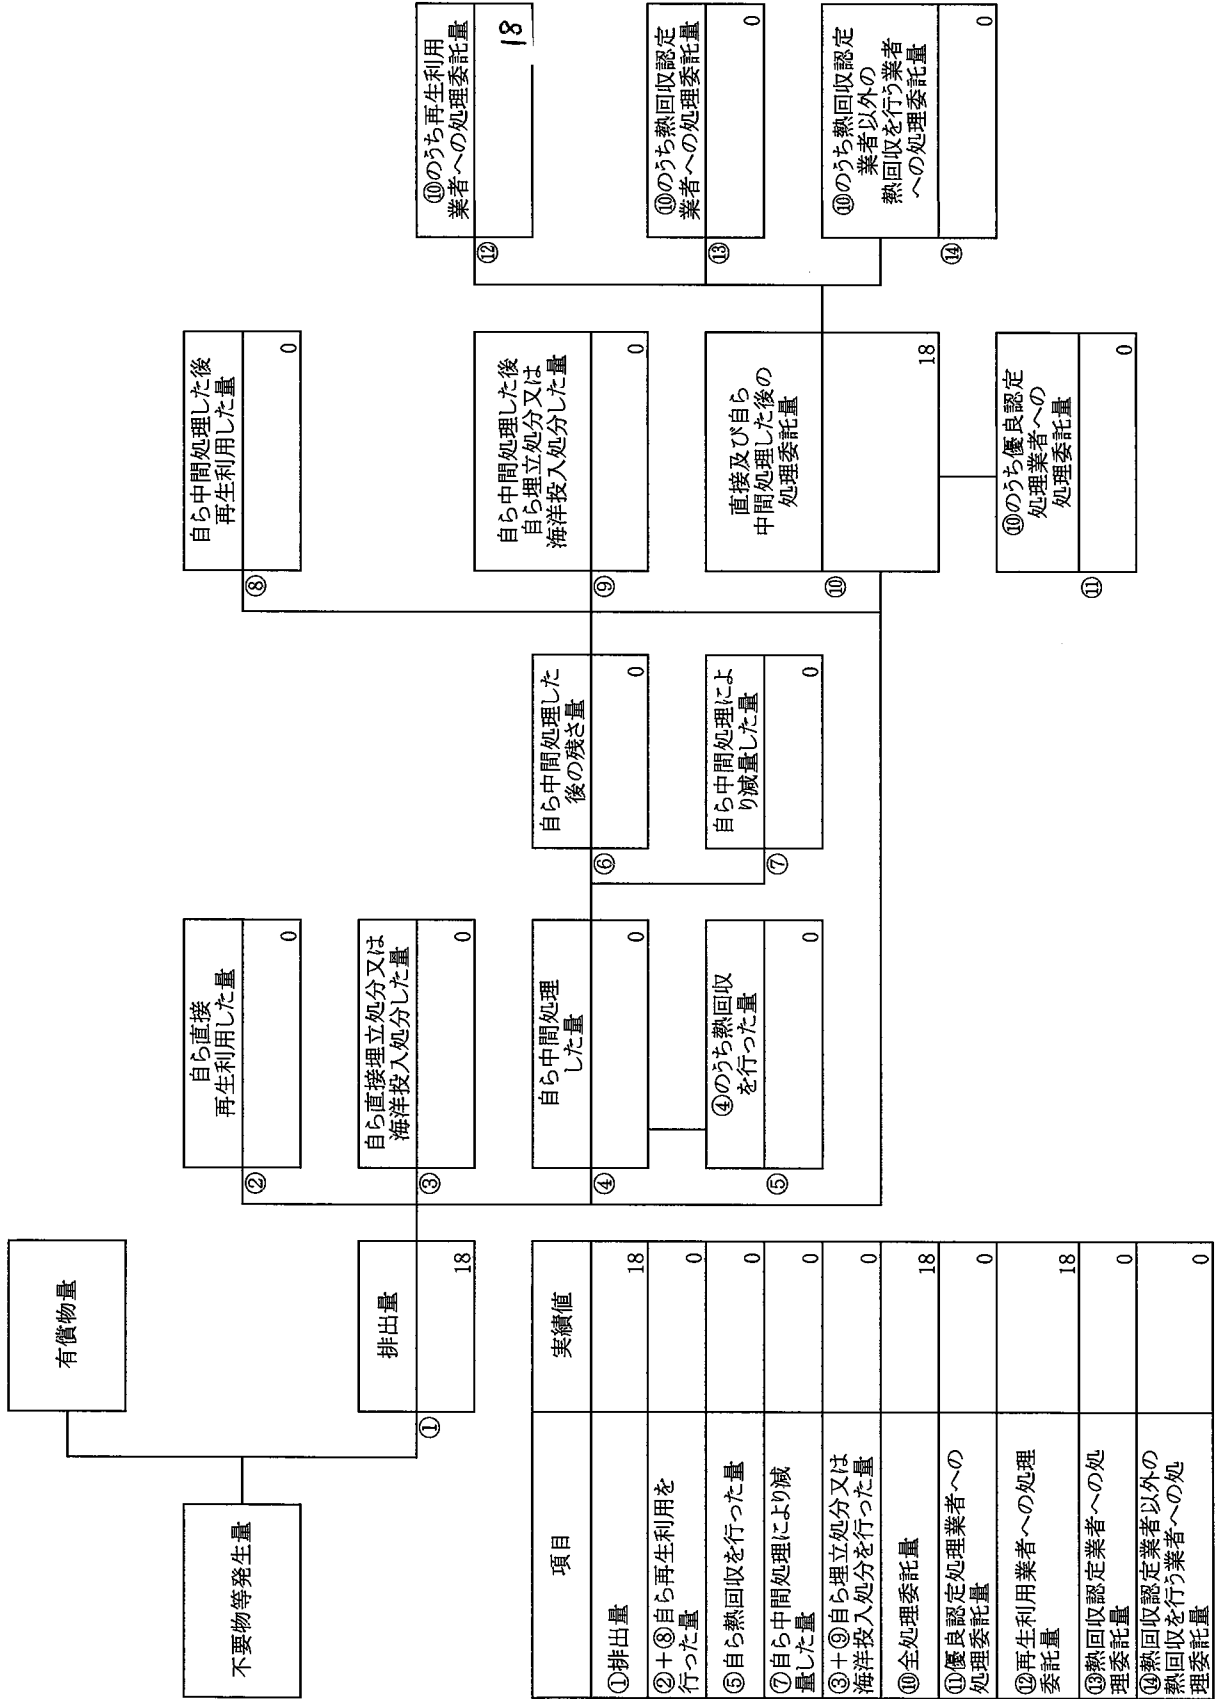 有償物量
不要物等発生量
①
排出量
18
②
自ら直接
再生利用した量
0
③
自ら直接埋立処分又は
海洋投入処分した量
0
④
自ら中間処理
した量
0
⑤
④のうち熱回収
を行った量
0
⑥
自ら中間処理した
後の残さ量
0
⑦
自ら中間処理によ
り減量した量
0
⑧
自ら中間処理した後
再生利用した量
0
⑨
自ら中間処理した後
自ら埋立処分又は
海洋投入処分した量
0
⑩
直接及び自ら
中間処理した後の
処理委託量
18
⑪
⑩のうち優良認定
処理業者への
処理委託量
0
⑫
⑩のうち再生利用
業者への処理委託量
18
⑬
⑩のうち熱回収認定
業者への処理委託量
0
⑭
⑩のうち熱回収認定
業者以外の
熱回収を行う業者
への処理委託量
0
項目
実績値
①排出量
18
②+⑧自ら再生利用を
行った量
0
⑤自ら熱回収を行った量
0
⑦自ら中間処理により減
量した量
0
③+⑨自ら埋立処分又は
海洋投入処分を行った量
0
⑩全処理委託量
18
⑪優良認定処理業者への
処理委託量
0
⑫再生利用業者への処理
委託量
18
⑬熱回収認定業者への処
理委託量
0
⑭熱回収認定業者以外の
熱回収を行う業者への処
理委託量
0